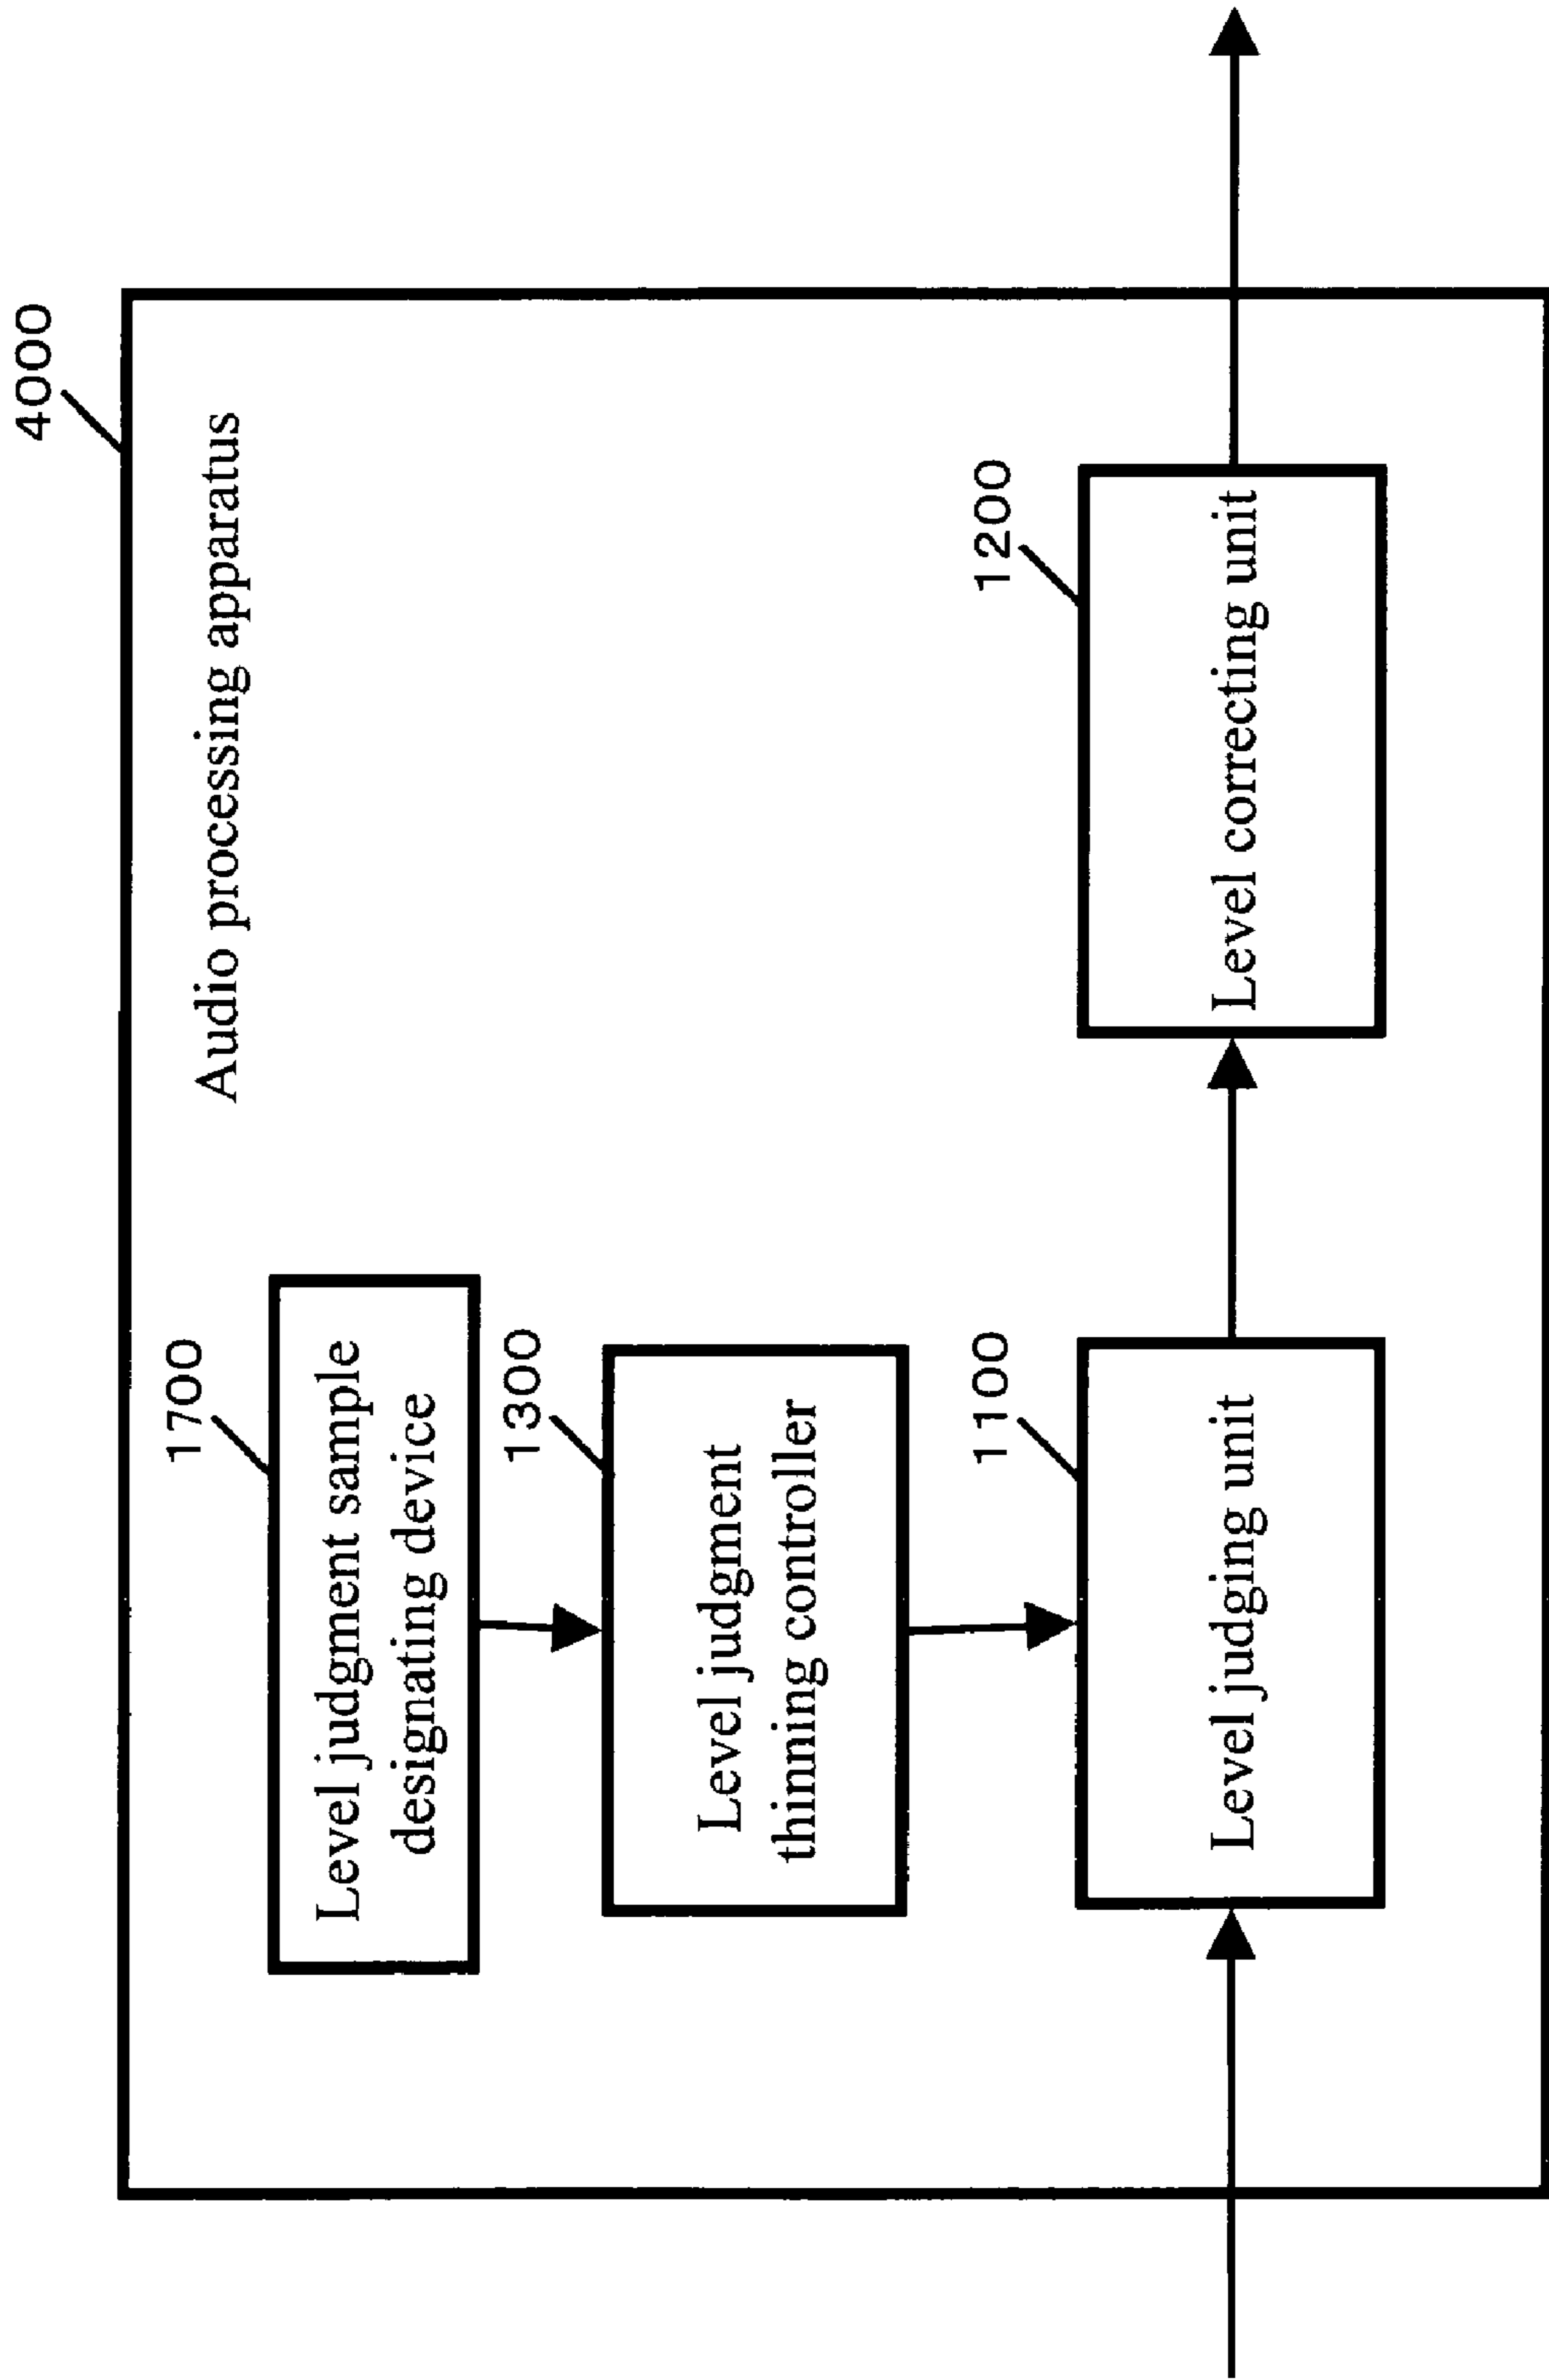 4000
Audio processing apparatus
1700
Level judgment sample
designating device
1300
Level judgment
thinning controller
1100
Level judging unit
1200
Level correcting unit